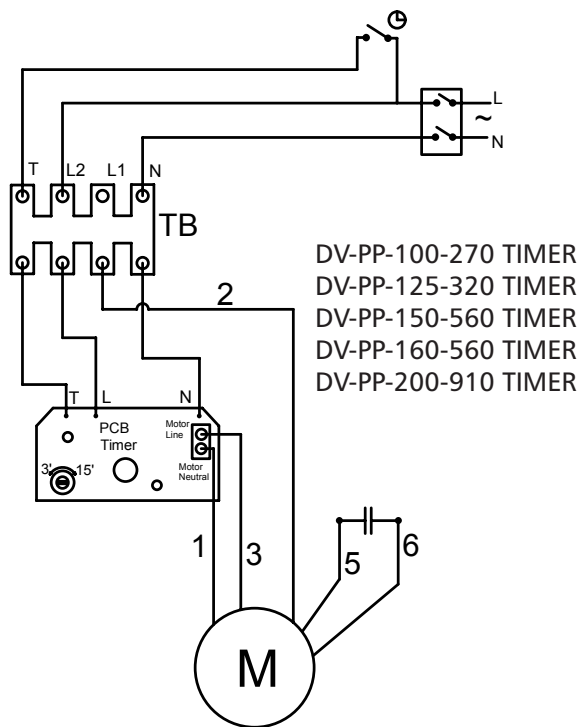 L
~
N
T L2 L1 N
TB
DV-PP-100-270 TIMER
DV-PP-125-320 TIMER
DV-PP-150-560 TIMER
DV-PP-160-560 TIMER
DV-PP-200-910 TIMER
2
T L N
PCB
Timer
Motor
Line
Motor
Neutral
3' 15'
1
3
5
6
M